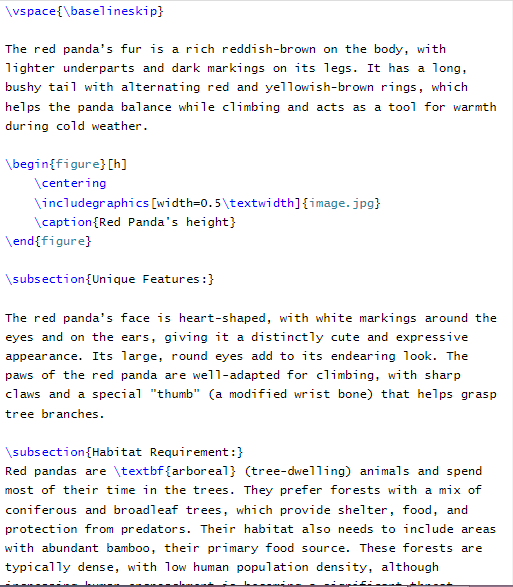 \vspace{\baselineskip}
The red panda’s fur is a rich reddish-brown on the body, with
lighter underparts and dark markings on its legs. It has a long,
bushy tail with alternating red and yellowish-brown rings, which
helps the panda balance while climbing and acts as a tool for warmth
during cold weather.
\begin{figure}[h]
\centering
\includegraphics[width=0.5\textwidth]{image.jpg}
\caption{Red Panda's height}
\end{figure}
\subsection{Unique Features:}
The red panda’s face is heart-shaped, with white markings around the
eyes and on the ears, giving it a distinctly cute and expressive
appearance. Its large, round eyes add to its endearing look. The
paws of the red panda are well-adapted for climbing, with sharp
claws and a special "thumb" (a modified wrist bone) that helps grasp
tree branches.
\subsection{Habitat Requirement:}
Red pandas are \textbf{arboreal} (tree-dwelling) animals and spend
most of their time in the trees. They prefer forests with a mix of
coniferous and broadleaf trees, which provide shelter, food, and
protection from predators. Their habitat also needs to include areas
with abundant bamboo, their primary food source. These forests are
typically dense, with low human population density, although